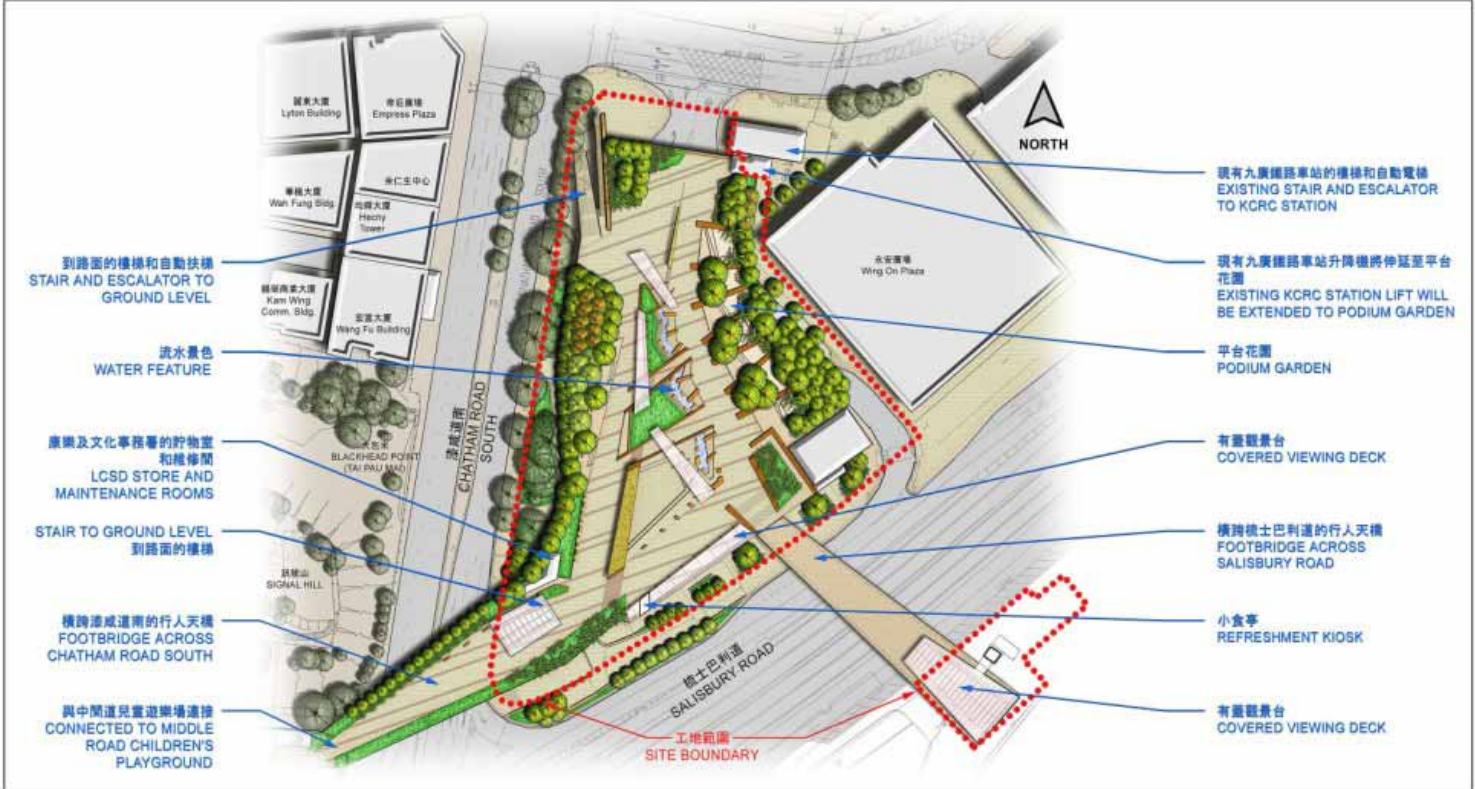 麗東大廈
Lyton Building
帝后廣場
Empress Plaza
華楓大廈
Wah Fung Bldg.
余仁生中心
均輝大廈
Hecny
Tower
錦榮商業大廈
Kam Wing
Comm. Bldg.
宏富大廈
Wang Fu Building
NORTH
永安廣場
Wing On Plaza
漆咸道南
CHATHAM ROAD
SOUTH
大包米
BLACKHEAD POINT
(TAI PAU MAI)
訊號山
SIGNAL HILL
梳士巴利道
SALISBURY ROAD
到路面的樓梯和自動扶梯
STAIR AND ESCALATOR TO
GROUND LEVEL
流水景色
WATER FEATURE
康樂及文化事務署的貯物室
和維修間
LCSD STORE AND
MAINTENANCE ROOMS
STAIR TO GROUND LEVEL
到路面的樓梯
橫跨漆咸道南的行人天橋
FOOTBRIDGE ACROSS
CHATHAM ROAD SOUTH
與中間道兒童遊樂場連接
CONNECTED TO MIDDLE
ROAD CHILDREN'S
PLAYGROUND
現有九廣鐵路車站的樓梯和自動電梯
EXISTING STAIR AND ESCALATOR
TO KCRC STATION
現有九廣鐵路車站升降機將伸延至平台
花園
EXISTING KCRC STATION LIFT WILL
BE EXTENDED TO PODIUM GARDEN
平台花園
PODIUM GARDEN
有蓋觀景台
COVERED VIEWING DECK
橫跨梳士巴利道的行人天橋
FOOTBRIDGE ACROSS
SALISBURY ROAD
小食亭
REFRESHMENT KIOSK
有蓋觀景台
COVERED VIEWING DECK
工地範圍
SITE BOUNDARY